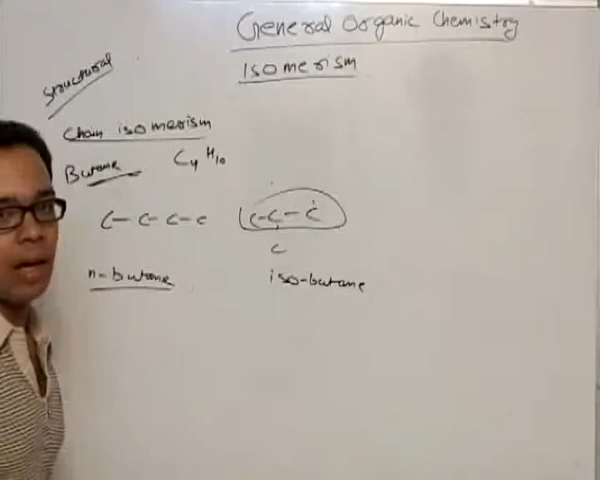 General Organic Chemistry
Isomerism
Structural
Chain isomerism
Butane C4H10
C-C-C-C C-C-C
C
n-butane iso-butane